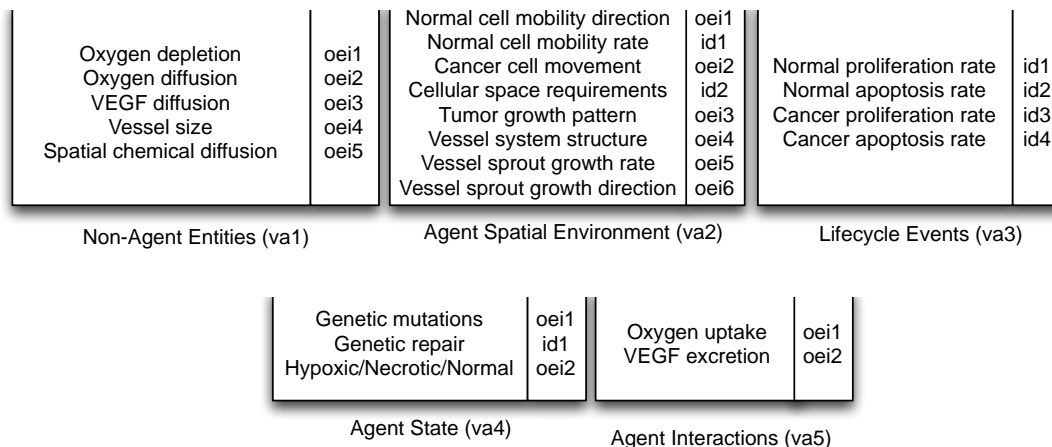 Oxygen depletion oei1
Oxygen diffusion oei2
VEGF diffusion oei3
Vessel size oei4
Spatial chemical diffusion oei5
Non-Agent Entities (va1)
Normal cell mobility direction oei1
Normal cell mobility rate id1
Cancer cell movement oei2
Cellular space requirements id2
Tumor growth pattern oei3
Vessel system structure oei4
Vessel sprout growth rate oei5
Vessel sprout growth direction oei6
Agent Spatial Environment (va2)
Normal proliferation rate id1
Normal apoptosis rate id2
Cancer proliferation rate id3
Cancer apoptosis rate id4
Lifecycle Events (va3)
Genetic mutations oei1
Genetic repair id1
Hypoxic/Necrotic/Normal oei2
Agent State (va4)
Oxygen uptake oei1
VEGF excretion oei2
Agent Interactions (va5)